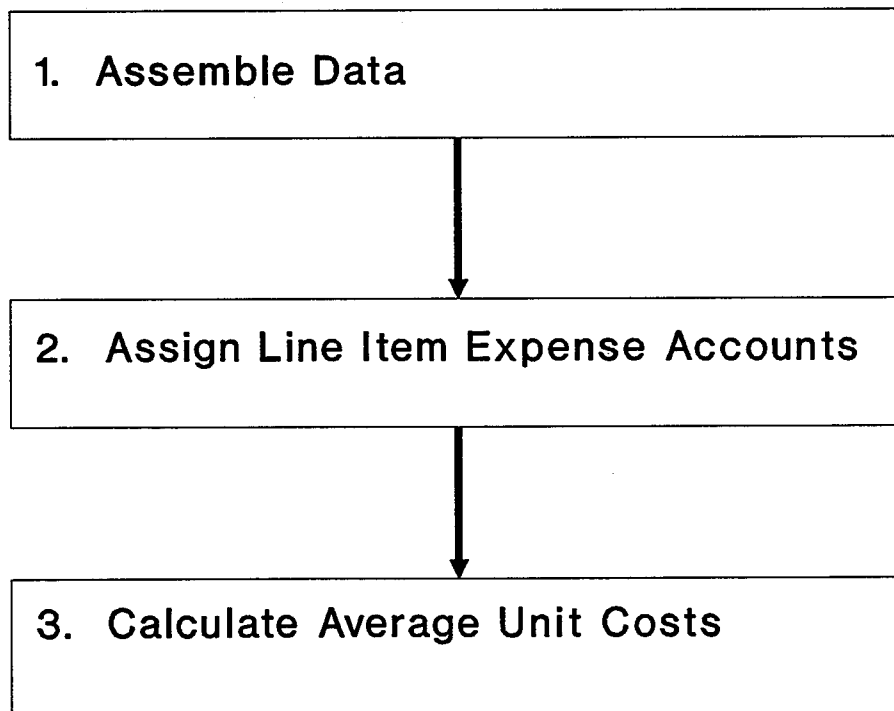 1. Assemble Data
2. Assign Line Item Expense Accounts
3. Calculate Average Unit Costs